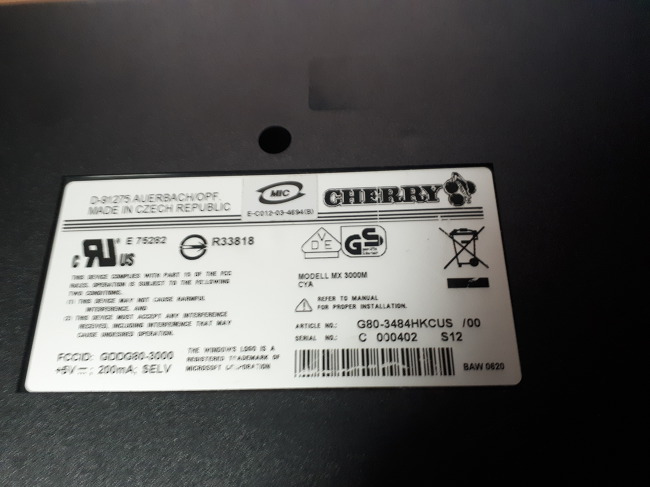 D-91275 AUERBACH/OPF.
MADE IN CZECH REPUBLIC
MIC
E-C012-03-4694(B)
CHERRY
c RU US
E 75282
R33818
VDE
GS
THIS DEVICE COMPLIES WITH PART 15 OF THE FCC
RULES. OPERATION IS SUBJECT TO THE FOLLOWING
TWO CONDITIONS.
(1) THIS DEVICE MAY NOT CAUSE HARMFUL
INTERFERENCE, AND
(2) THIS DEVICE MUST ACCEPT ANY INTERFERENCE
RECEIVED, INCLUDING INTERFERENCE THAT MAY
CAUSE UNDESIRED OPERATION.
MODELL MX 3000M
CYA
REFER TO MANUAL
FOR PROPER INSTALLATION.
ARTICLE NO.: G80-3484HKCUS /00
SERIAL NO.: C 000402 S12
FCCID: GDDG80-3000
+5V ⎓; 200mA; SELV
THE WINDOWS LOGO IS A
REGISTERED TRADEMARK OF
MICROSOFT CORPORATION
BAW 0620